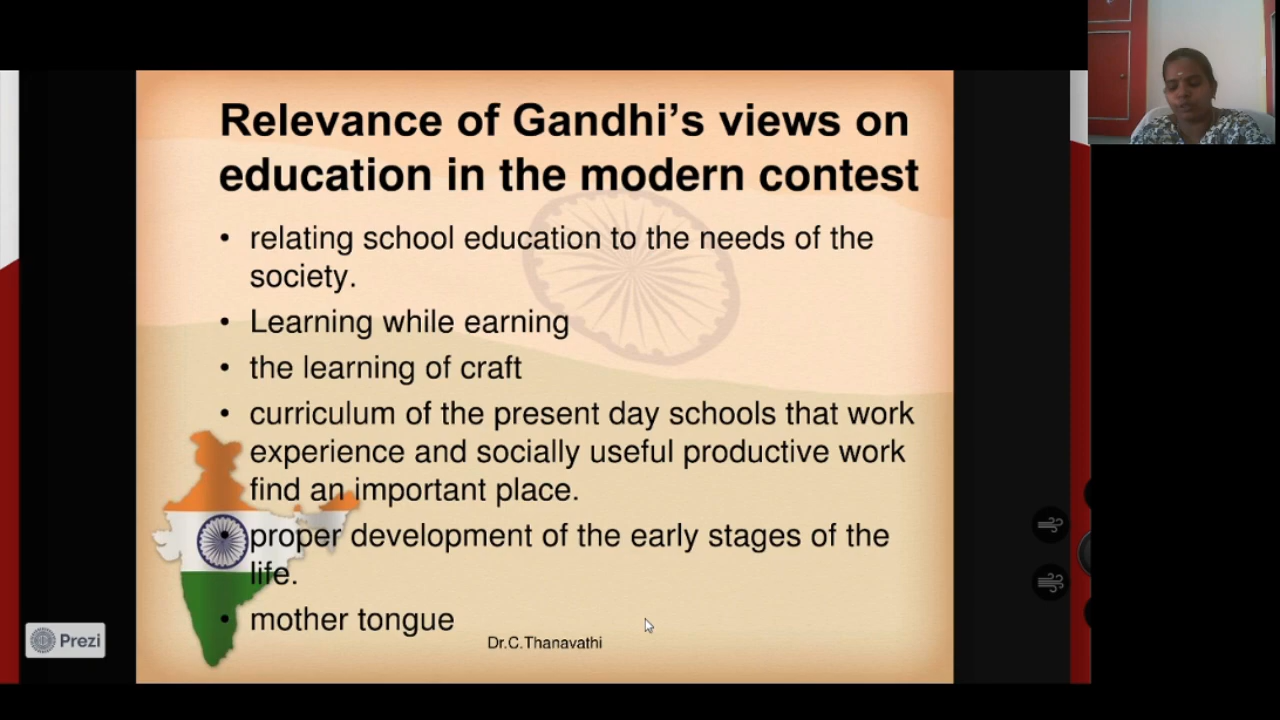 Relevance of Gandhi's views on
education in the modern contest
• relating school education to the needs of the
society.
• Learning while earning
• the learning of craft
• curriculum of the present day schools that work
experience and socially useful productive work
find an important place.
• proper development of the early stages of the
life.
• mother tongue
Dr.C.Thanavathi
Prezi